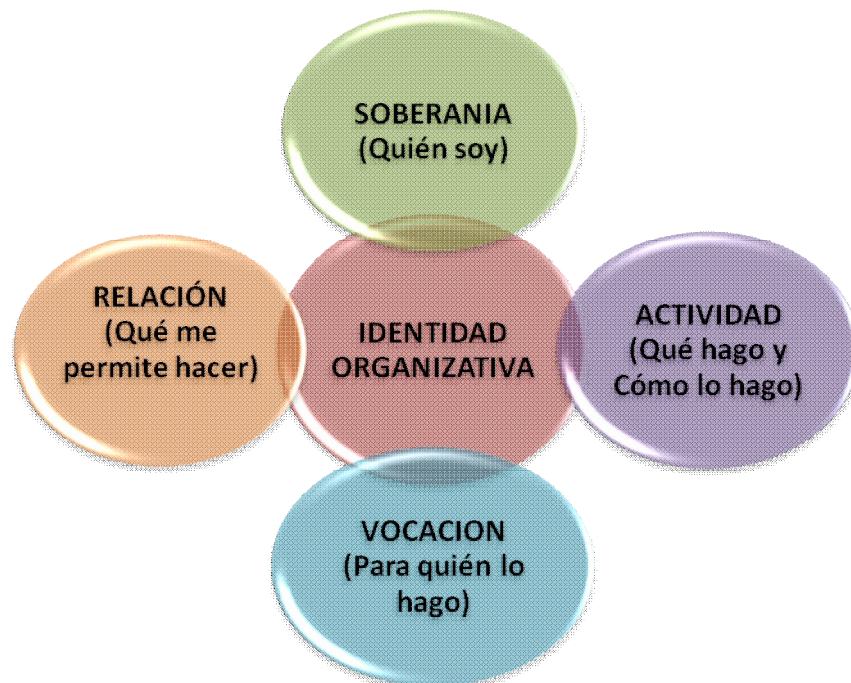 SOBERANIA
(Quién soy)
RELACIÓN
(Qué me
permite hacer)
IDENTIDAD
ORGANIZATIVA
ACTIVIDAD
(Qué hago y
Cómo lo hago)
VOCACION
(Para quién lo
hago)